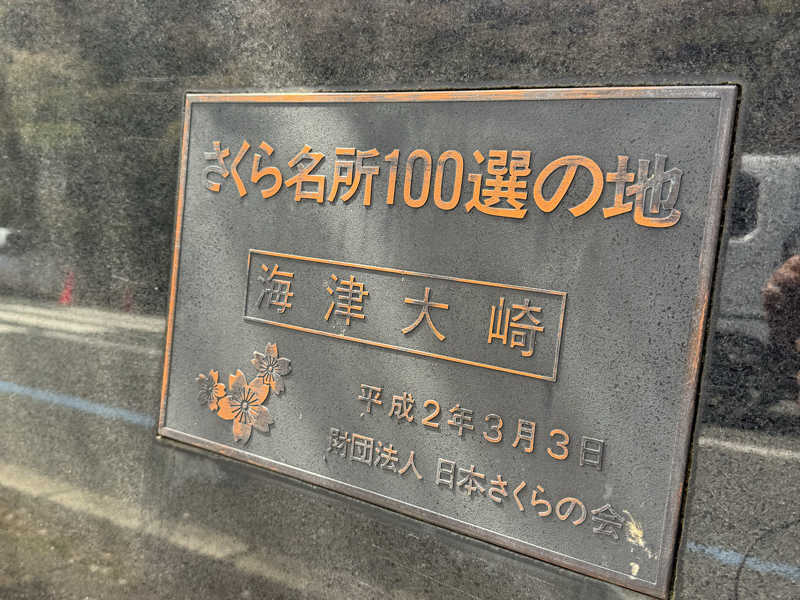 さくら名所100選の地
海津大崎
平成2年3月3日
財団法人 日本さくらの会